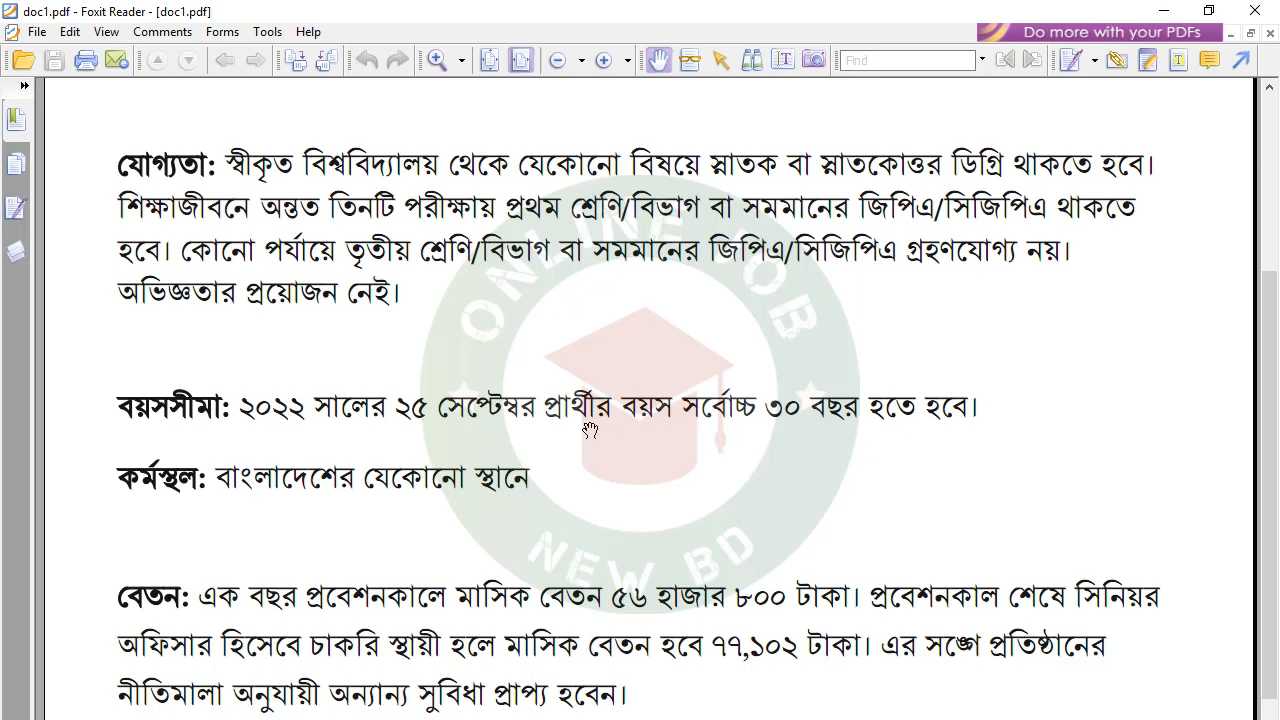 doc1.pdf - Foxit Reader - [doc1.pdf]
File Edit View Comments Forms Tools Help
Do more with your PDFs
Find
যোগ্যতা: স্বীকৃত বিশ্ববিদ্যালয় থেকে যেকোনো বিষয়ে স্নাতক বা স্নাতকোত্তর ডিগ্রি থাকতে হবে।
শিক্ষাজীবনে অন্তত তিনটি পরীক্ষায় প্রথম শ্রেণি/বিভাগ বা সমমানের জিপিএ/সিজিপিএ থাকতে
হবে। কোনো পর্যায়ে তৃতীয় শ্রেণি/বিভাগ বা সমমানের জিপিএ/সিজিপিএ গ্রহণযোগ্য নয়।
অভিজ্ঞতার প্রয়োজন নেই।
বয়সসীমা: ২০২২ সালের ২৫ সেপ্টেম্বর প্রার্থীর বয়স সর্বোচ্চ ৩০ বছর হতে হবে।
কর্মস্থল: বাংলাদেশের যেকোনো স্থানে
বেতন: এক বছর প্রবেশনকালে মাসিক বেতন ৫৬ হাজার ৮০০ টাকা। প্রবেশনকাল শেষে সিনিয়র
অফিসার হিসেবে চাকরি স্থায়ী হলে মাসিক বেতন হবে ৭৭,১০২ টাকা। এর সঙ্গে প্রতিষ্ঠানের
নীতিমালা অনুযায়ী অন্যান্য সুবিধা প্রাপ্য হবেন।
ONLINE JOB
NEW BD